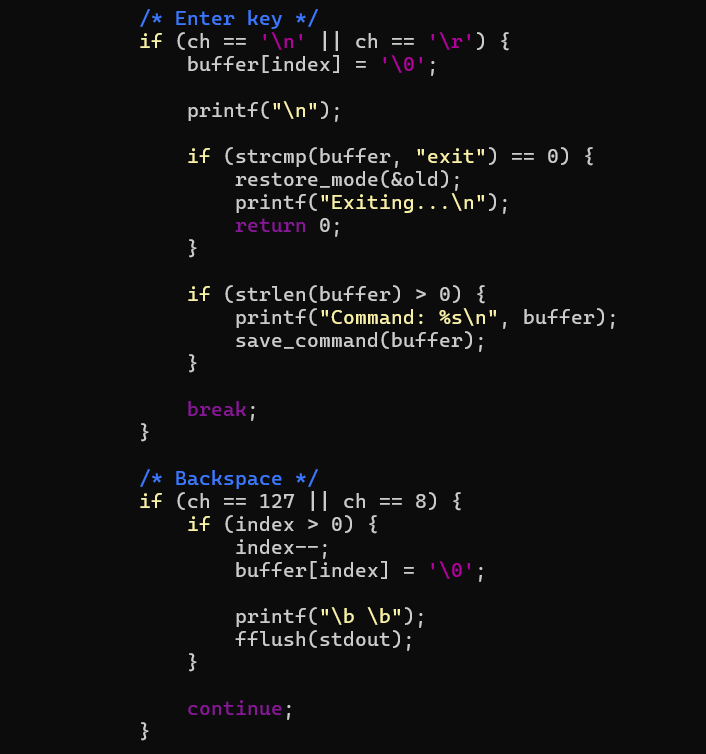 /* Enter key */
if (ch == '\n' || ch == '\r') {
    buffer[index] = '\0';

    printf("\n");

    if (strcmp(buffer, "exit") == 0) {
        restore_mode(&old);
        printf("Exiting...\n");
        return 0;
    }

    if (strlen(buffer) > 0) {
        printf("Command: %s\n", buffer);
        save_command(buffer);
    }

    break;
}

/* Backspace */
if (ch == 127 || ch == 8) {
    if (index > 0) {
        index--;
        buffer[index] = '\0';

        printf("\b \b");
        fflush(stdout);
    }

    continue;
}